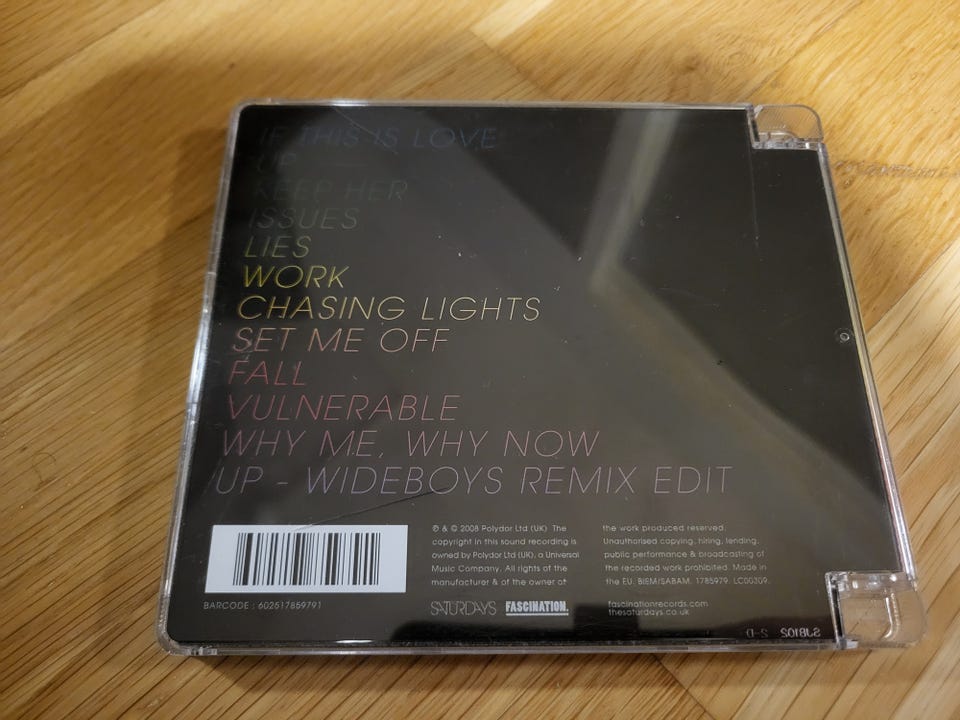 IF THIS IS LOVE
UP
KEEP HER
ISSUES
LIES
WORK
CHASING LIGHTS
SET ME OFF
FALL
VULNERABLE
WHY ME, WHY NOW
UP - WIDEBOYS REMIX EDIT
℗ & © 2008 Polydor Ltd (UK) The
copyright in this sound recording is
owned by Polydor Ltd (UK), a Universal
Music Company. All rights of the
manufacturer & of the owner of
the work produced reserved.
Unauthorised copying, hiring, lending,
public performance & broadcasting of
the recorded work prohibited. Made in
the EU. BIEM/SABAM. 1785979. LC00309.
BARCODE : 602517859791
SATURDAYS
FASCINATION.
fascinationrecords.com
thesaturdays.co.uk